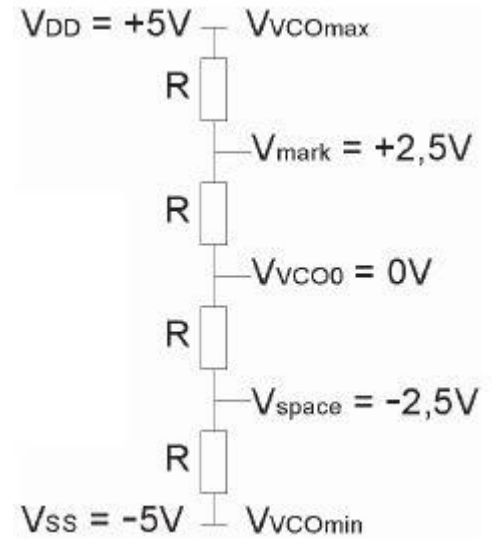 VDD = +5V VVCOmax
R
Vmark = +2,5V
R
VVCO0 = 0V
R
Vspace = -2,5V
R
VSS = -5V VVCOmin